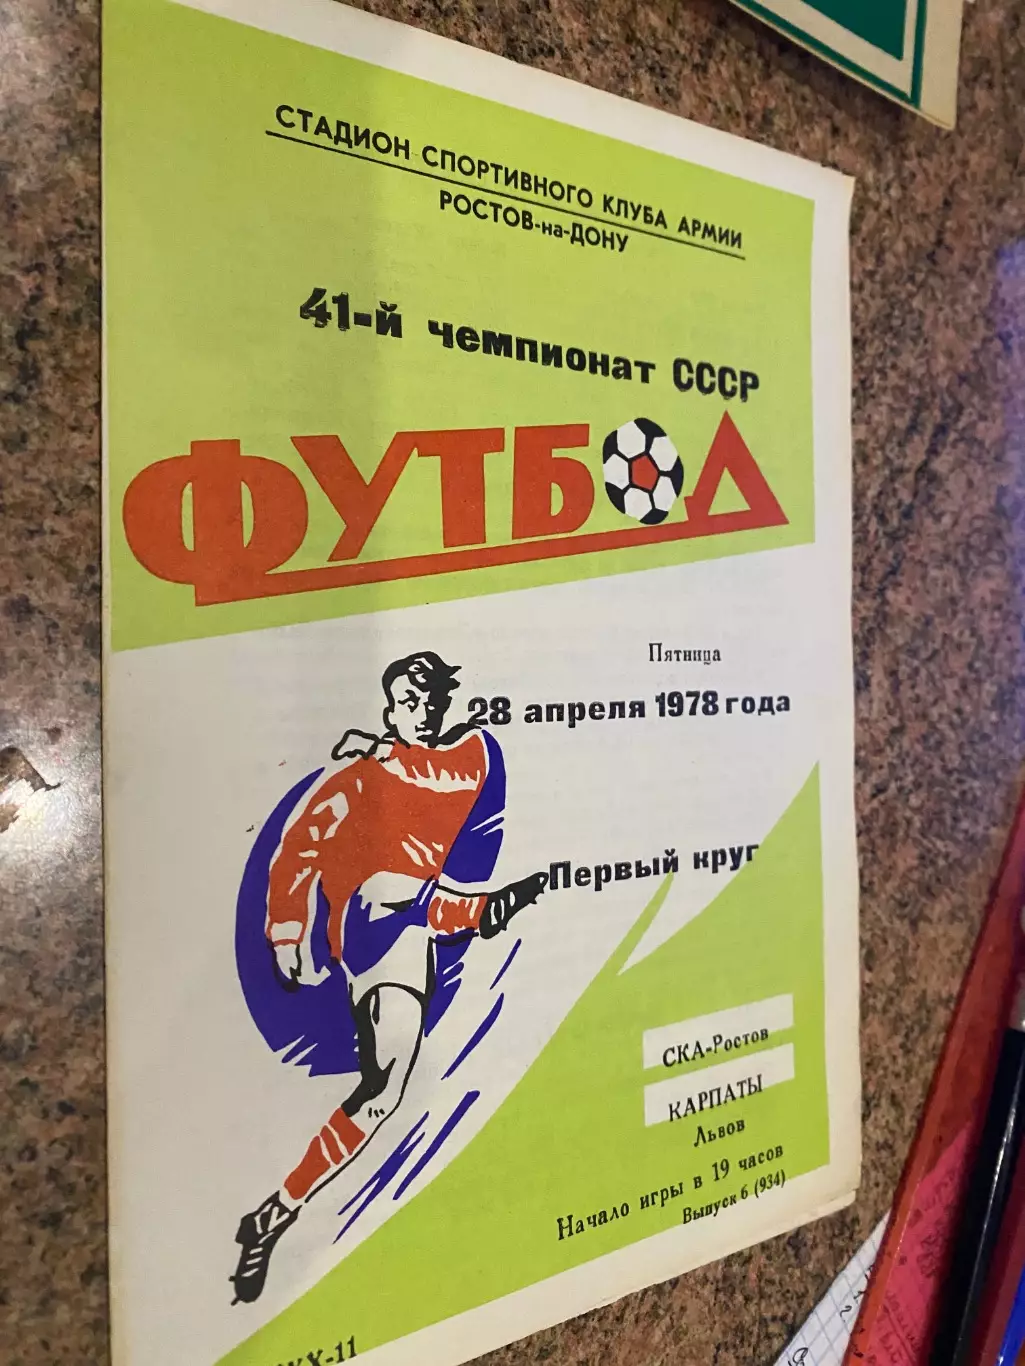 СТАДИОН СПОРТИВНОГО КЛУБА АРМИИ
РОСТОВ-на-ДОНУ
41-й чемпионат СССР
ФУТБОЛ
Пятница
28 апреля 1978 года
Первый круг
СКА-Ростов
КАРПАТЫ
Львов
Начало игры в 19 часов
Выпуск 6 (934)